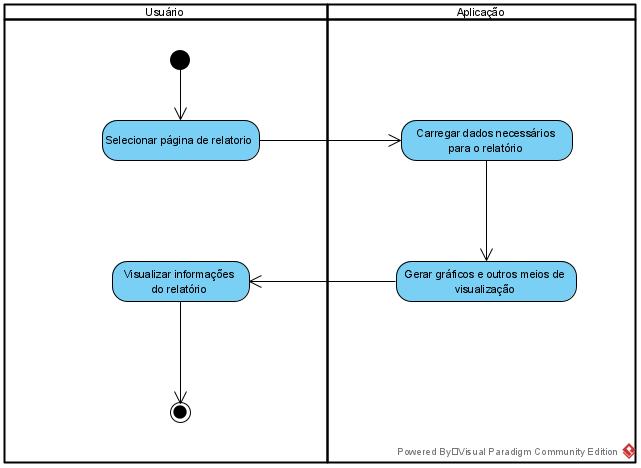 Usuário
Aplicação
Selecionar página de relatorio
Carregar dados necessários
para o relatório
Visualizar informações
do relatório
Gerar gráficos e outros meios de
visualização
Powered By Visual Paradigm Community Edition